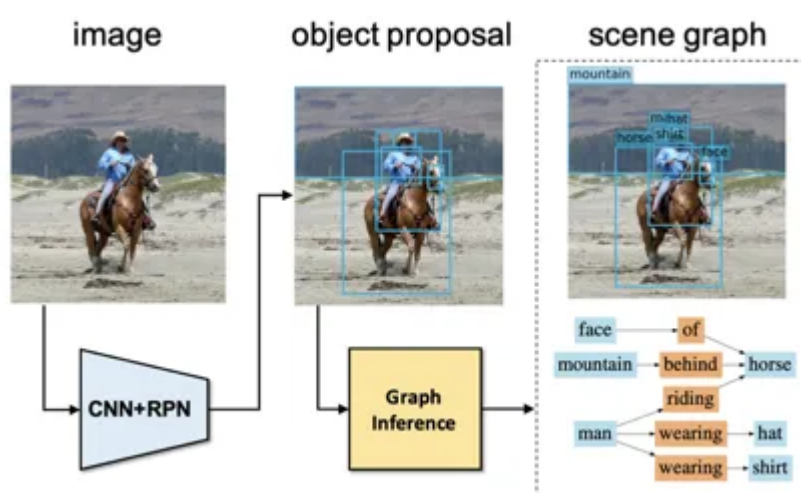 image
object proposal
scene graph
mountain
hat
horse
shirt
face
CNN+RPN
Graph
Inference
face
of
mountain
behind
horse
riding
man
wearing
hat
wearing
shirt